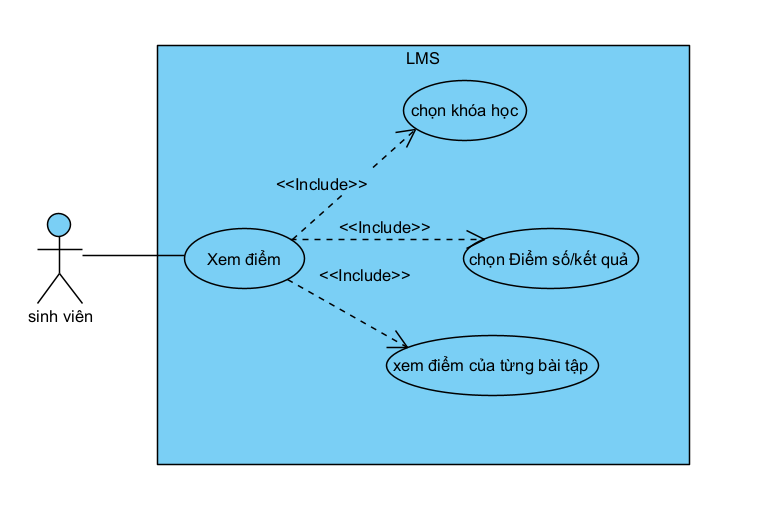 LMS
chọn khóa học
<<Include>>
<<Include>>
Xem điểm
chọn Điểm số/kết quả
<<Include>>
sinh viên
xem điểm của từng bài tập